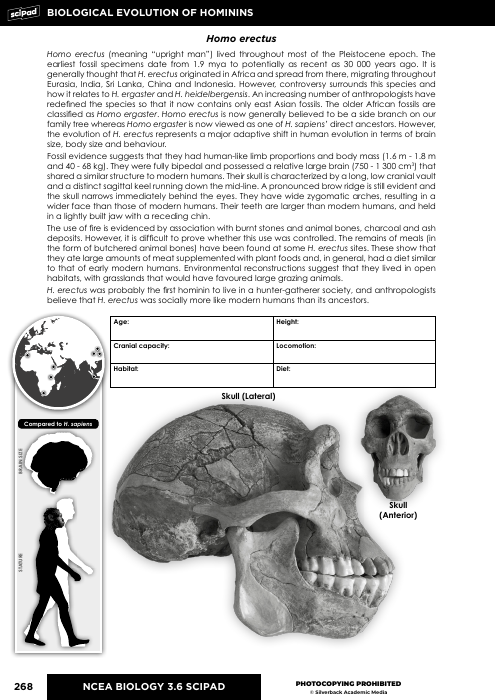 scipad
BIOLOGICAL EVOLUTION OF HOMININS
Homo erectus
Homo erectus (meaning “upright man”) lived throughout most of the Pleistocene epoch. The
earliest fossil specimens date from 1.9 mya to potentially as recent as 30 000 years ago. It is
generally thought that H. erectus originated in Africa and spread from there, migrating throughout
Eurasia, India, Sri Lanka, China and Indonesia. However, controversy surrounds this species and
how it relates to H. ergaster and H. heidelbergensis. An increasing number of anthropologists have
redefined the species so that it now contains only east Asian fossils. The older African fossils are
classified as Homo ergaster. Homo erectus is now generally believed to be a side branch on our
family tree whereas Homo ergaster is now viewed as one of H. sapiens’ direct ancestors. However,
the evolution of H. erectus represents a major adaptive shift in human evolution in terms of brain
size, body size and behaviour.
Fossil evidence suggests that they had human-like limb proportions and body mass (1.6 m - 1.8 m
and 40 - 68 kg). They were fully bipedal and possessed a relative large brain (750 - 1 300 cm³) that
shared a similar structure to modern humans. Their skull is characterized by a long, low cranial vault
and a distinct sagittal keel running down the mid-line. A pronounced brow ridge is still evident and
the skull narrows immediately behind the eyes. They have wide zygomatic arches, resulting in a
wider face than those of modern humans. Their teeth are larger than modern humans, and held
in a lightly built jaw with a receding chin.
The use of fire is evidenced by association with burnt stones and animal bones, charcoal and ash
deposits. However, it is difficult to prove whether this use was controlled. The remains of meals (in
the form of butchered animal bones) have been found at some H. erectus sites. These show that
they ate large amounts of meat supplemented with plant foods and, in general, had a diet similar
to that of early modern humans. Environmental reconstructions suggest that they lived in open
habitats, with grasslands that would have favoured large grazing animals.
H. erectus was probably the first hominin to live in a hunter-gatherer society, and anthropologists
believe that H. erectus was socially more like modern humans than its ancestors.
Age:
Height:
Cranial capacity:
Locomotion:
Habitat:
Diet:
Skull (Lateral)
Compared to H. sapiens
BRAIN SIZE
STATURE
Skull
(Anterior)
268
NCEA BIOLOGY 3.6 SCIPAD
PHOTOCOPYING PROHIBITED
© Silverback Academic Media